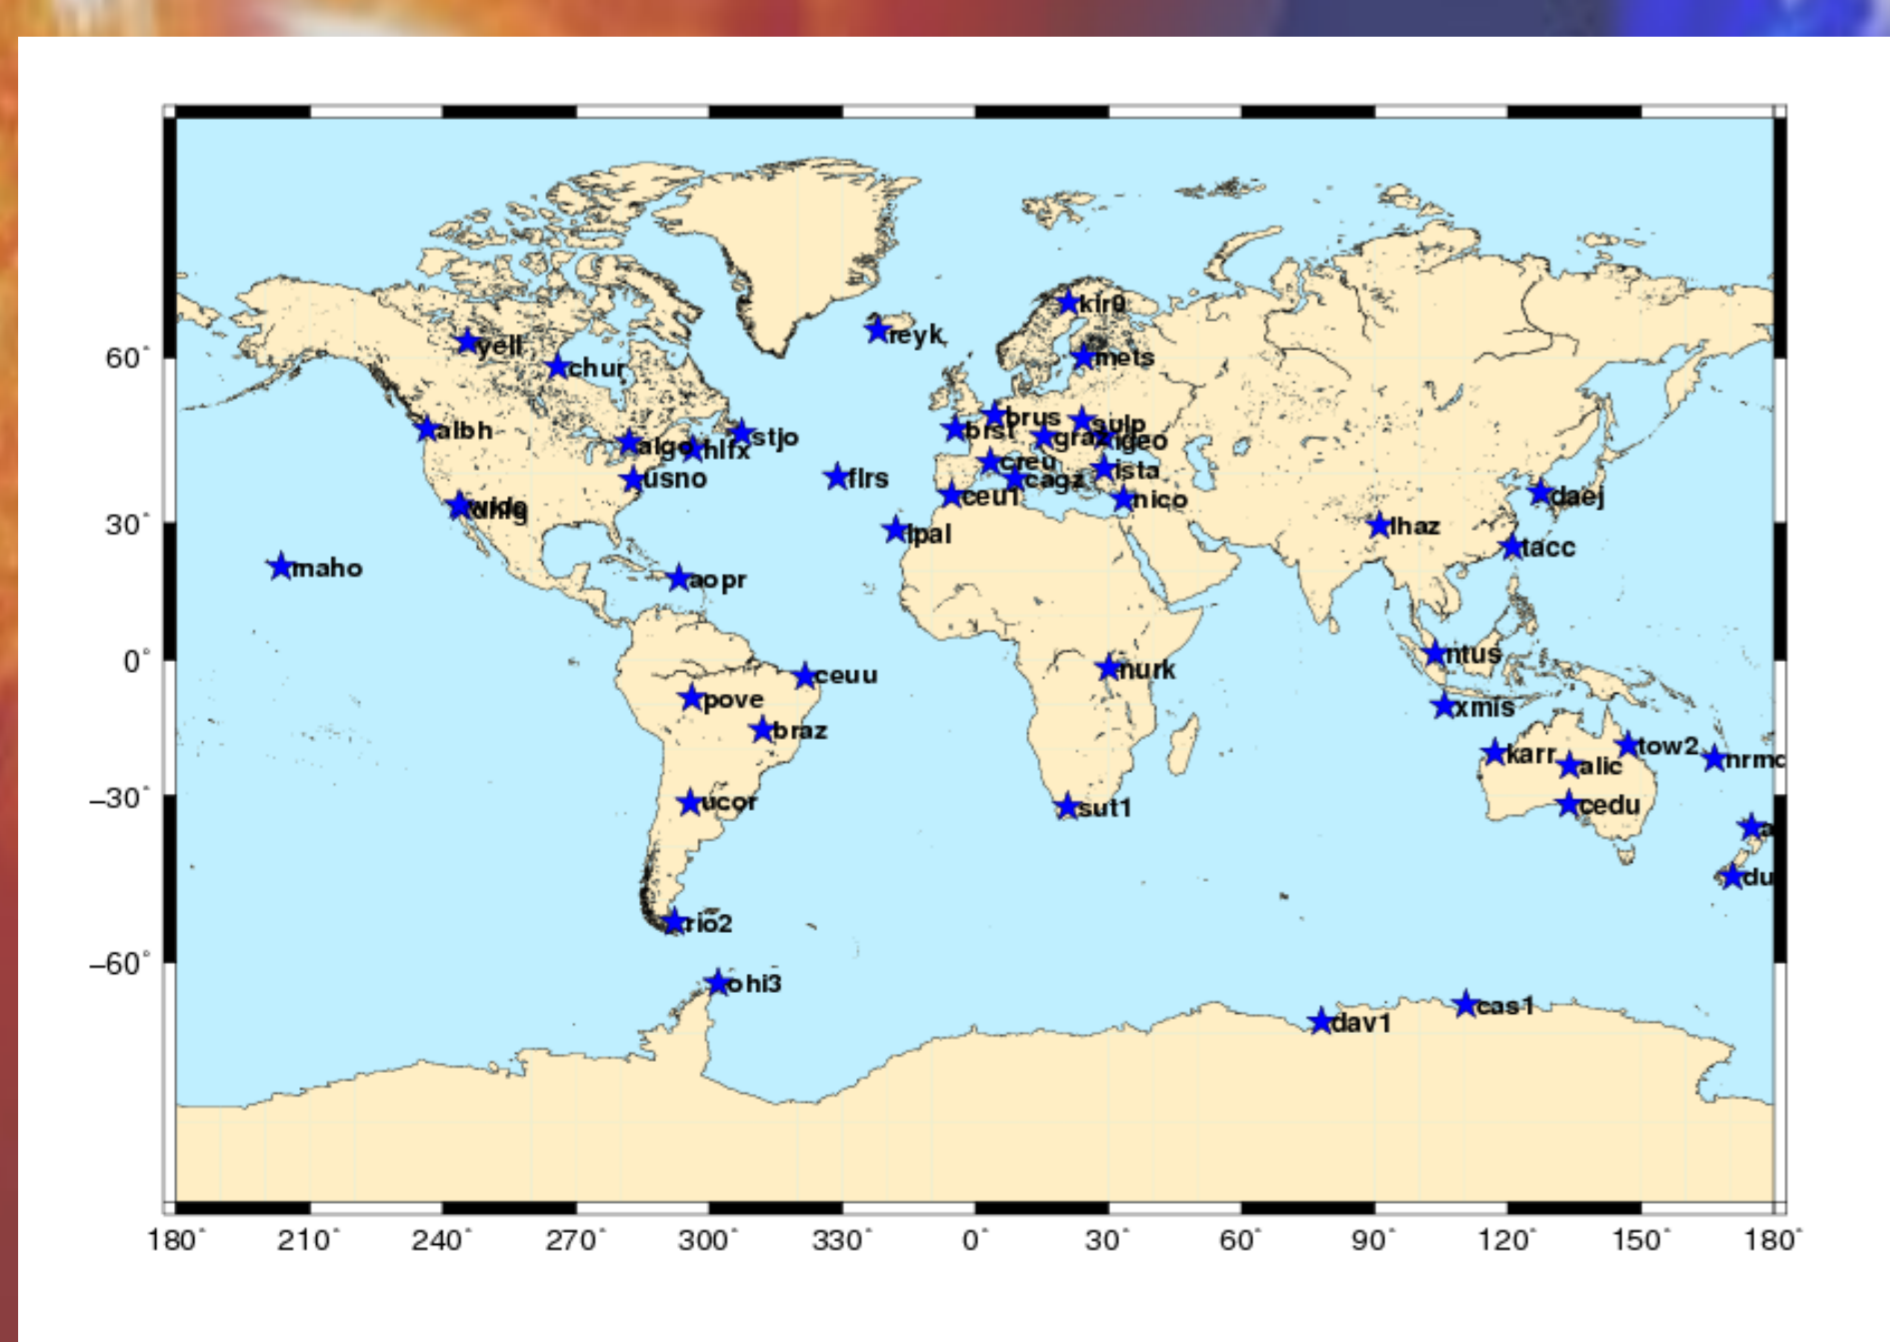 kir0
reyk
yell
mets
60°
chur
brus
sulp
albh
brst
stjo
algo
graz
igeo
hlfx
creu
ista
flrs
usno
cagz
ceu1
nico
daej
30°
lhaz
lpal
tacc
maho
aopr
ntus
0°
nurk
ceuu
pove
xmis
braz
tow2
karr
nrmc
alic
−30°
ucor
sut1
cedu
a
du
rio2
−60°
ohi3
cas1
dav1
180° 210° 240° 270° 300° 330° 0° 30° 60° 90° 120° 150° 180°